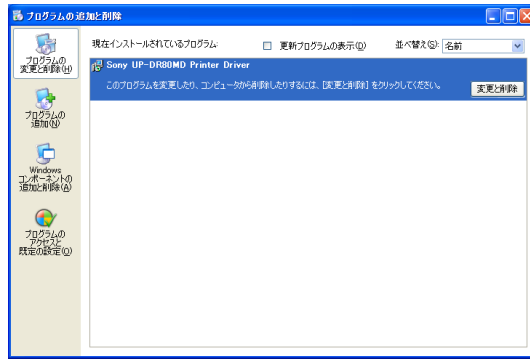 プログラムの追加と削除
プログラムの
変更と削除(H)
プログラムの
追加(N)
Windows
コンポーネントの
追加と削除(A)
プログラムの
アクセスと
既定の設定(O)
現在インストールされているプログラム:
更新プログラムの表示(D)
並べ替え(S):
名前
Sony UP-DR80MD Printer Driver
このプログラムを変更したり、コンピュータから削除したりするには、[変更と削除] をクリックしてください。
変更と削除